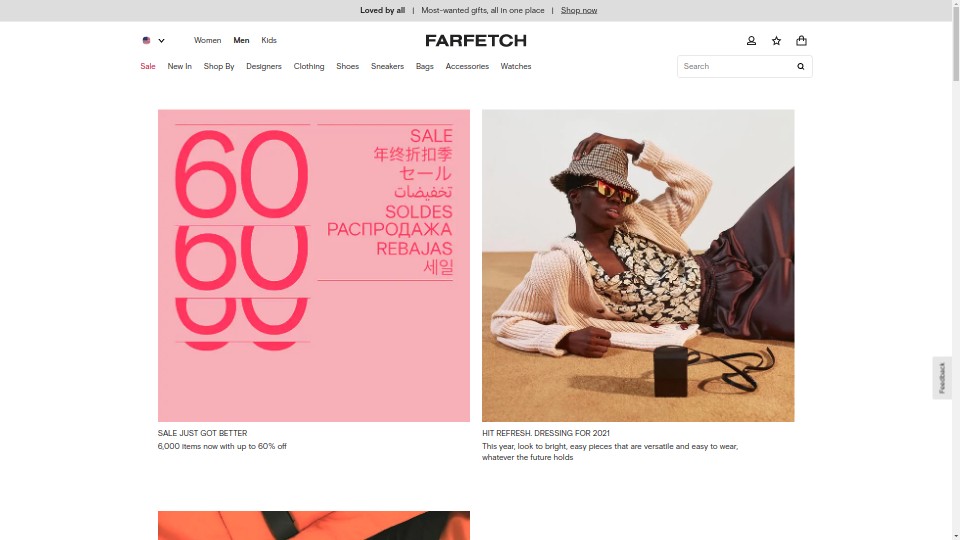 Loved by all | Most-wanted gifts, all in one place | Shop now
Women Men Kids
FARFETCH
Sale New In Shop By Designers Clothing Shoes Sneakers Bags Accessories Watches
Search
60
60
60
SALE
年终折扣季
セール
تخفيضات
SOLDES
РАСПРОДАЖА
REBAJAS
세일
SALE JUST GOT BETTER
6,000 items now with up to 60% off
HIT REFRESH. DRESSING FOR 2021
This year, look to bright, easy pieces that are versatile and easy to wear,
whatever the future holds
Feedback